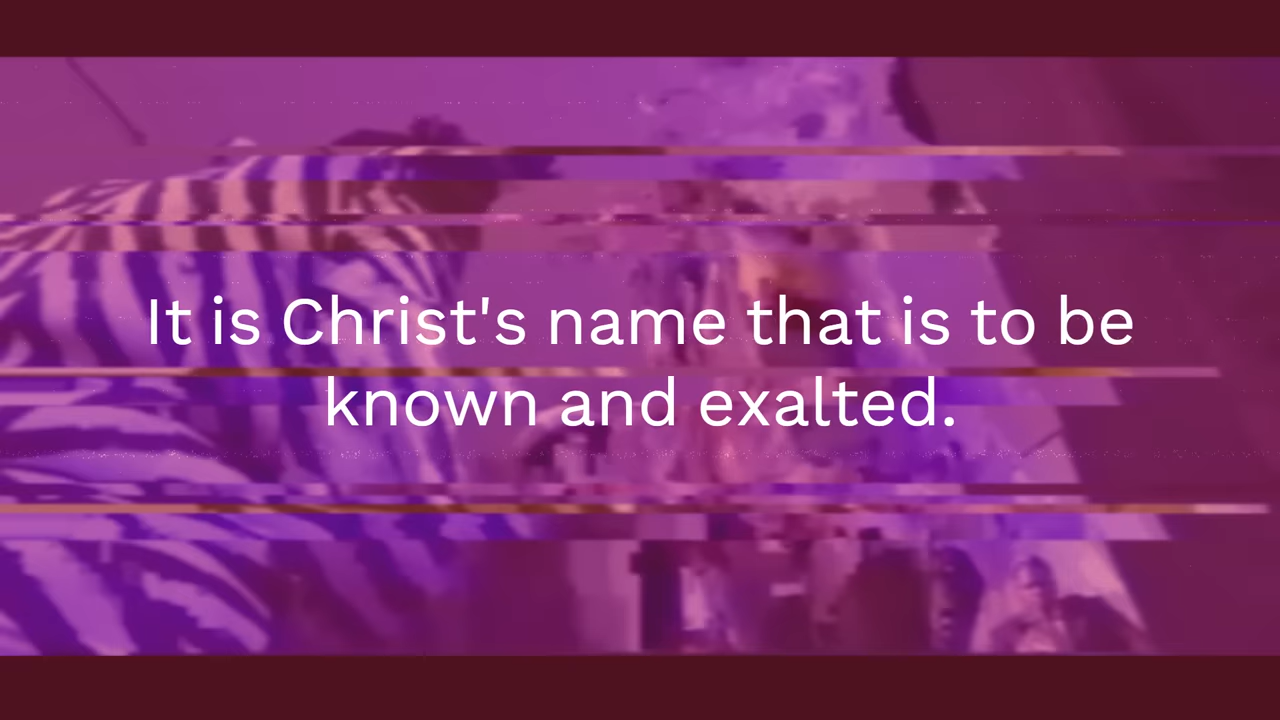 It is Christ's name that is to be
known and exalted.